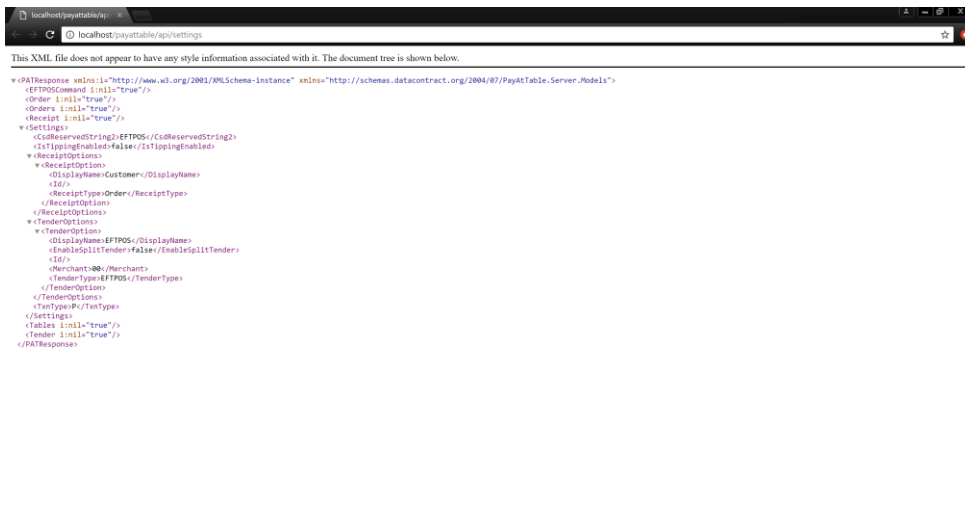 localhost/payattable/api
localhost/payattable/api/settings
This XML file does not appear to have any style information associated with it. The document tree is shown below.
▼<PATResponse xmlns:i="http://www.w3.org/2001/XMLSchema-instance" xmlns="http://schemas.datacontract.org/2004/07/PayAtTable.Server.Models">
<EFTPOSCommand i:nil="true"/>
<Order i:nil="true"/>
<Orders i:nil="true"/>
<Receipt i:nil="true"/>
▼<Settings>
<CsdReservedString2>EFTPOS</CsdReservedString2>
<IsTippingEnabled>false</IsTippingEnabled>
▼<ReceiptOptions>
▼<ReceiptOption>
<DisplayName>Customer</DisplayName>
<Id/>
<ReceiptType>Order</ReceiptType>
</ReceiptOption>
</ReceiptOptions>
▼<TenderOptions>
▼<TenderOption>
<DisplayName>EFTPOS</DisplayName>
<EnableSplitTender>false</EnableSplitTender>
<Id/>
<Merchant>00</Merchant>
<TenderType>EFTPOS</TenderType>
</TenderOption>
</TenderOptions>
<TxnType>P</TxnType>
</Settings>
<Tables i:nil="true"/>
<Tender i:nil="true"/>
</PATResponse>